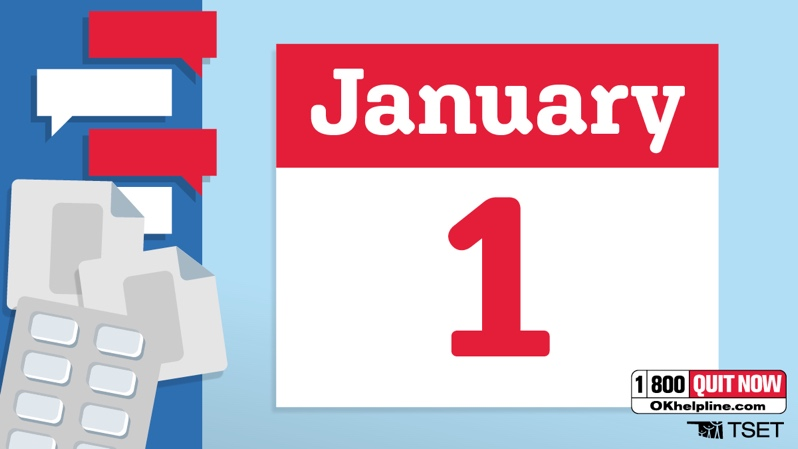 January
1
1 800 QUIT NOW
OKhelpline.com
TSET